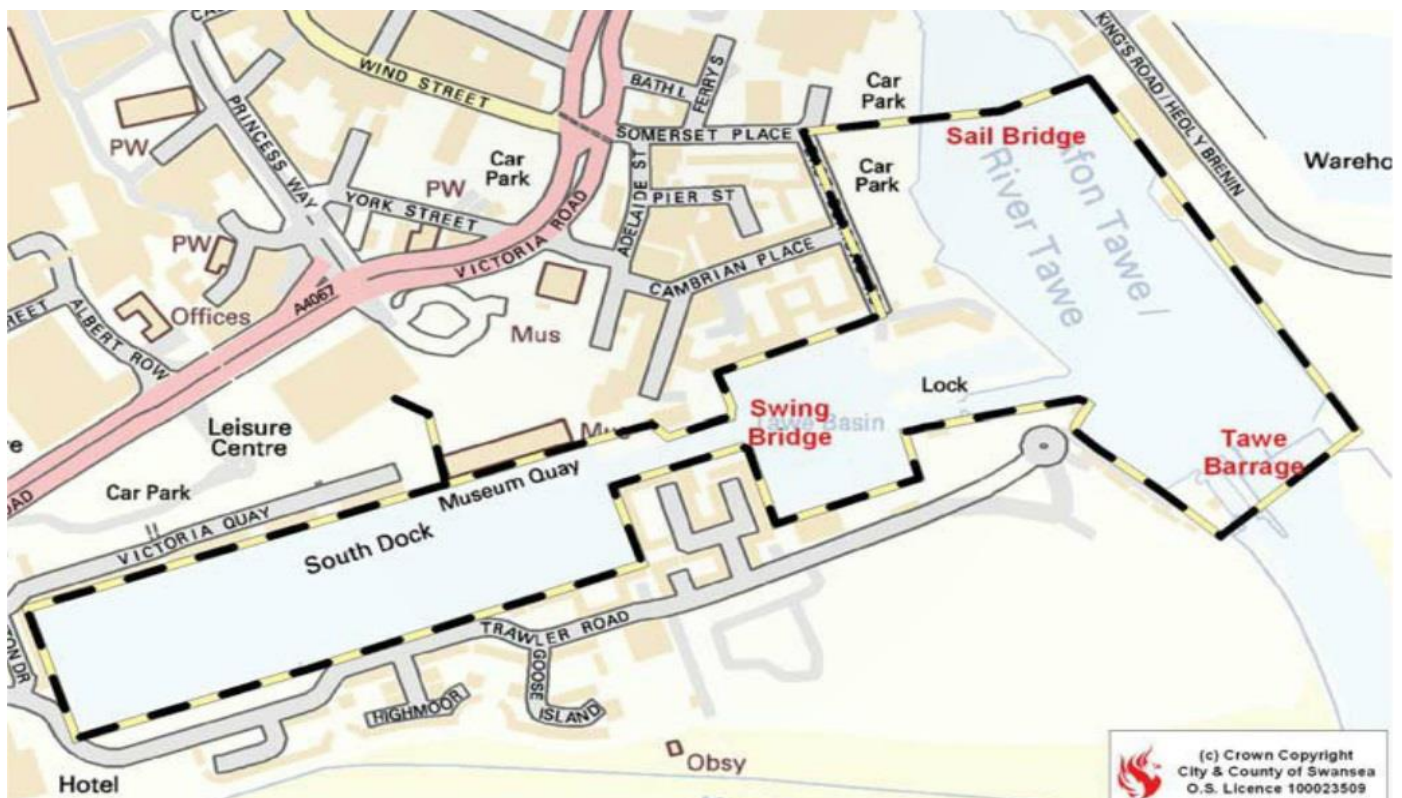 WIND STREET
PRINCESS WAY
PW
BATH L
FERRY S
SOMERSET PLACE
Car
Park
Sail Bridge
KING'S ROAD / HEOL Y BRENIN
Wareho
Car
Park
Car
Park
PW
YORK STREET
ADELAIDE ST
PIER ST
Afon Tawe /
River Tawe
PW
VICTORIA ROAD
CAMBRIAN PLACE
A4067
Offices
REET
ALBERT ROW
Mus
Lock
Leisure
Centre
Swing
Bridge
Tawe Basin
Tawe
Barrage
Car Park
Museum Quay
VICTORIA QUAY
South Dock
TON DR
TRAWLER ROAD
GOOSE
ISLAND
HIGHMOOR
Obsy
Hotel
(c) Crown Copyright
City & County of Swansea
O.S. Licence 100023509